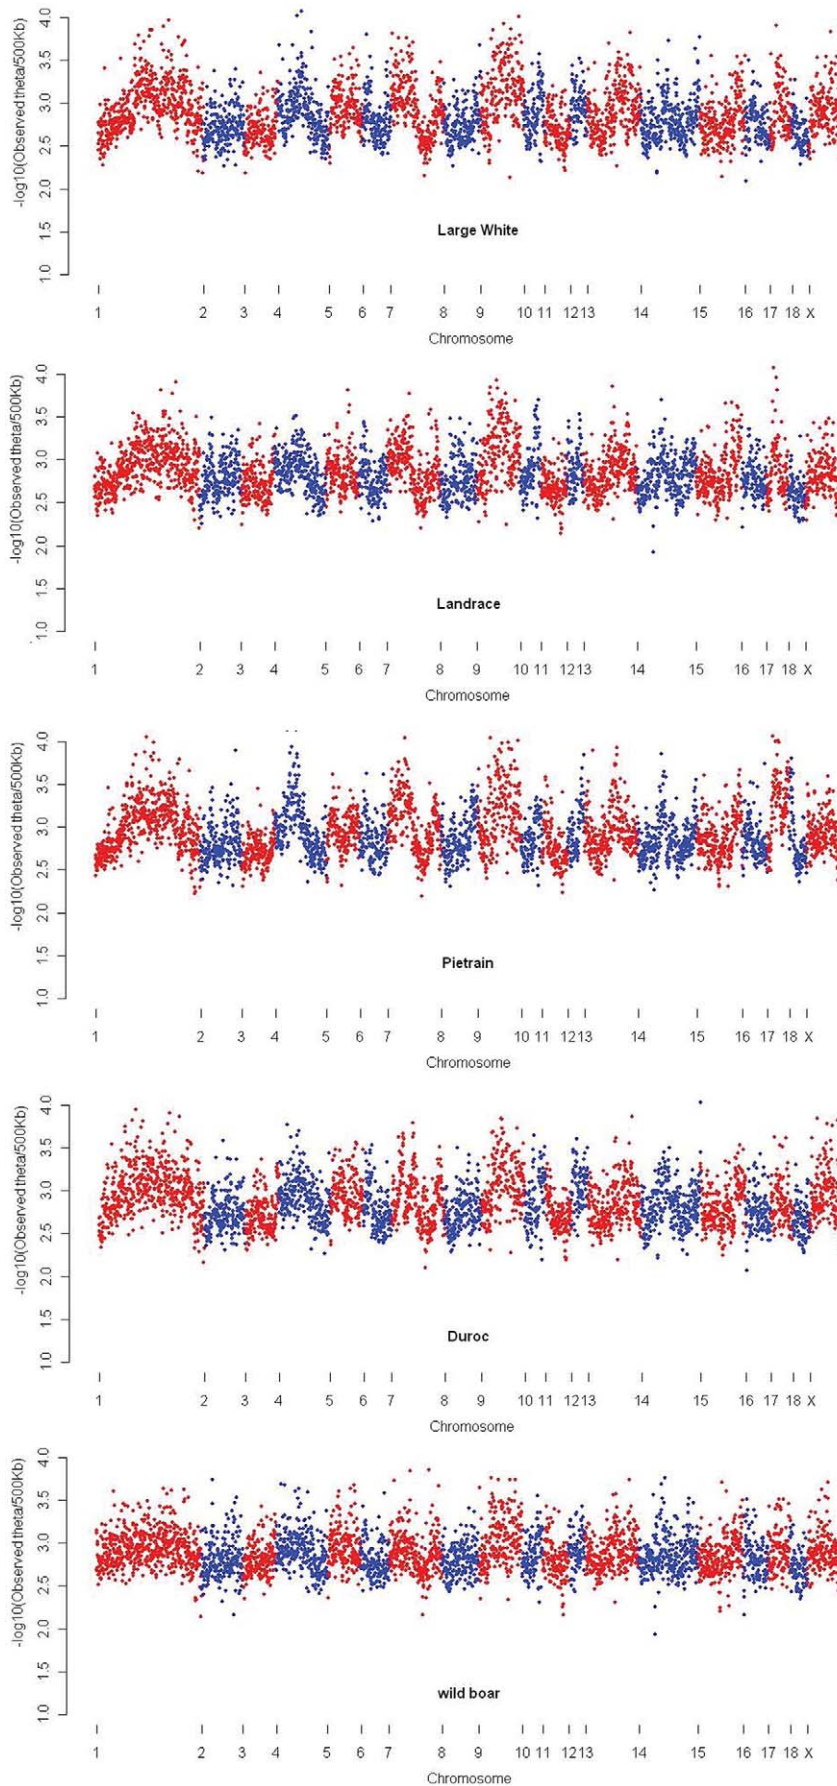 -log10(Observed theta/500Kb)
4.0
3.5
3.0
2.5
2.0
1.5
1.0
Large White
1 2 3 4 5 6 7 8 9 10 11 12 13 14 15 16 17 18 X
Chromosome
-log10(Observed theta/500Kb)
4.0
3.5
3.0
2.5
2.0
1.5
1.0
Landrace
1 2 3 4 5 6 7 8 9 10 11 12 13 14 15 16 17 18 X
Chromosome
-log10(Observed theta/500Kb)
4.0
3.5
3.0
2.5
2.0
1.5
1.0
Pietrain
1 2 3 4 5 6 7 8 9 10 11 12 13 14 15 16 17 18 X
Chromosome
-log10(Observed theta/500Kb)
4.0
3.5
3.0
2.5
2.0
1.5
1.0
Duroc
1 2 3 4 5 6 7 8 9 10 11 12 13 14 15 16 17 18 X
Chromosome
-log10(Observed theta/500Kb)
4.0
3.5
3.0
2.5
2.0
1.5
1.0
wild boar
1 2 3 4 5 6 7 8 9 10 11 12 13 14 15 16 17 18 X
Chromosome